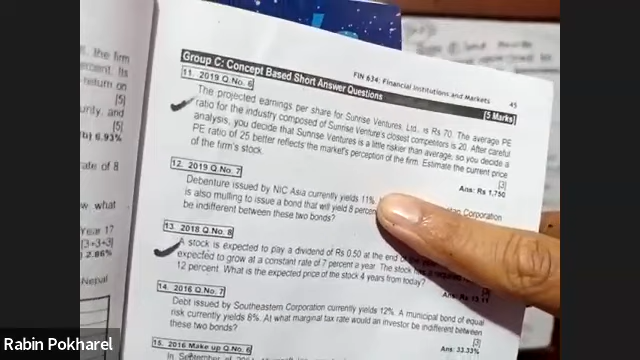 FIN 634: Financial Institutions and Markets 45
Group C: Concept Based Short Answer Questions [5 Marks]
11. 2019 Q.No. 6
The projected earnings per share for Sunrise Ventures, Ltd., is Rs 70. The average PE
ratio for the industry composed of Sunrise Venture's closest competitors is 20. After careful
analysis, you decide that Sunrise Ventures is a little riskier than average, so you decide a
PE ratio of 25 better reflects the market's perception of the firm. Estimate the current price
of the firm's stock. [3]
Ans: Rs 1,750
12. 2019 Q.No. 7
Debenture issued by NIC Asia currently yields 11%. Corporation
is also mulling to issue a bond that will yield 8 percent
be indifferent between these two bonds?
13. 2018 Q.No. 8
A stock is expected to pay a dividend of Rs 0.50 at the end of the
expected to grow at a constant rate of 7 percent a year. The stock has a required
12 percent. What is the expected price of the stock 4 years from today? [3]
14. 2016 Q.No. 7
Debt issued by Southeastern Corporation currently yields 12%. A municipal bond of equal
risk currently yields 8%. At what marginal tax rate would an investor be indifferent between
these two bonds? [3]
Ans: 33.33%
15. 2016 Make up Q.No. 6
the firm
return on
[5]
[5]
6.93%
ate of 8
w what
Year 1?
[3+3+3]
2.86%
Nepal
Rabin Pokharel